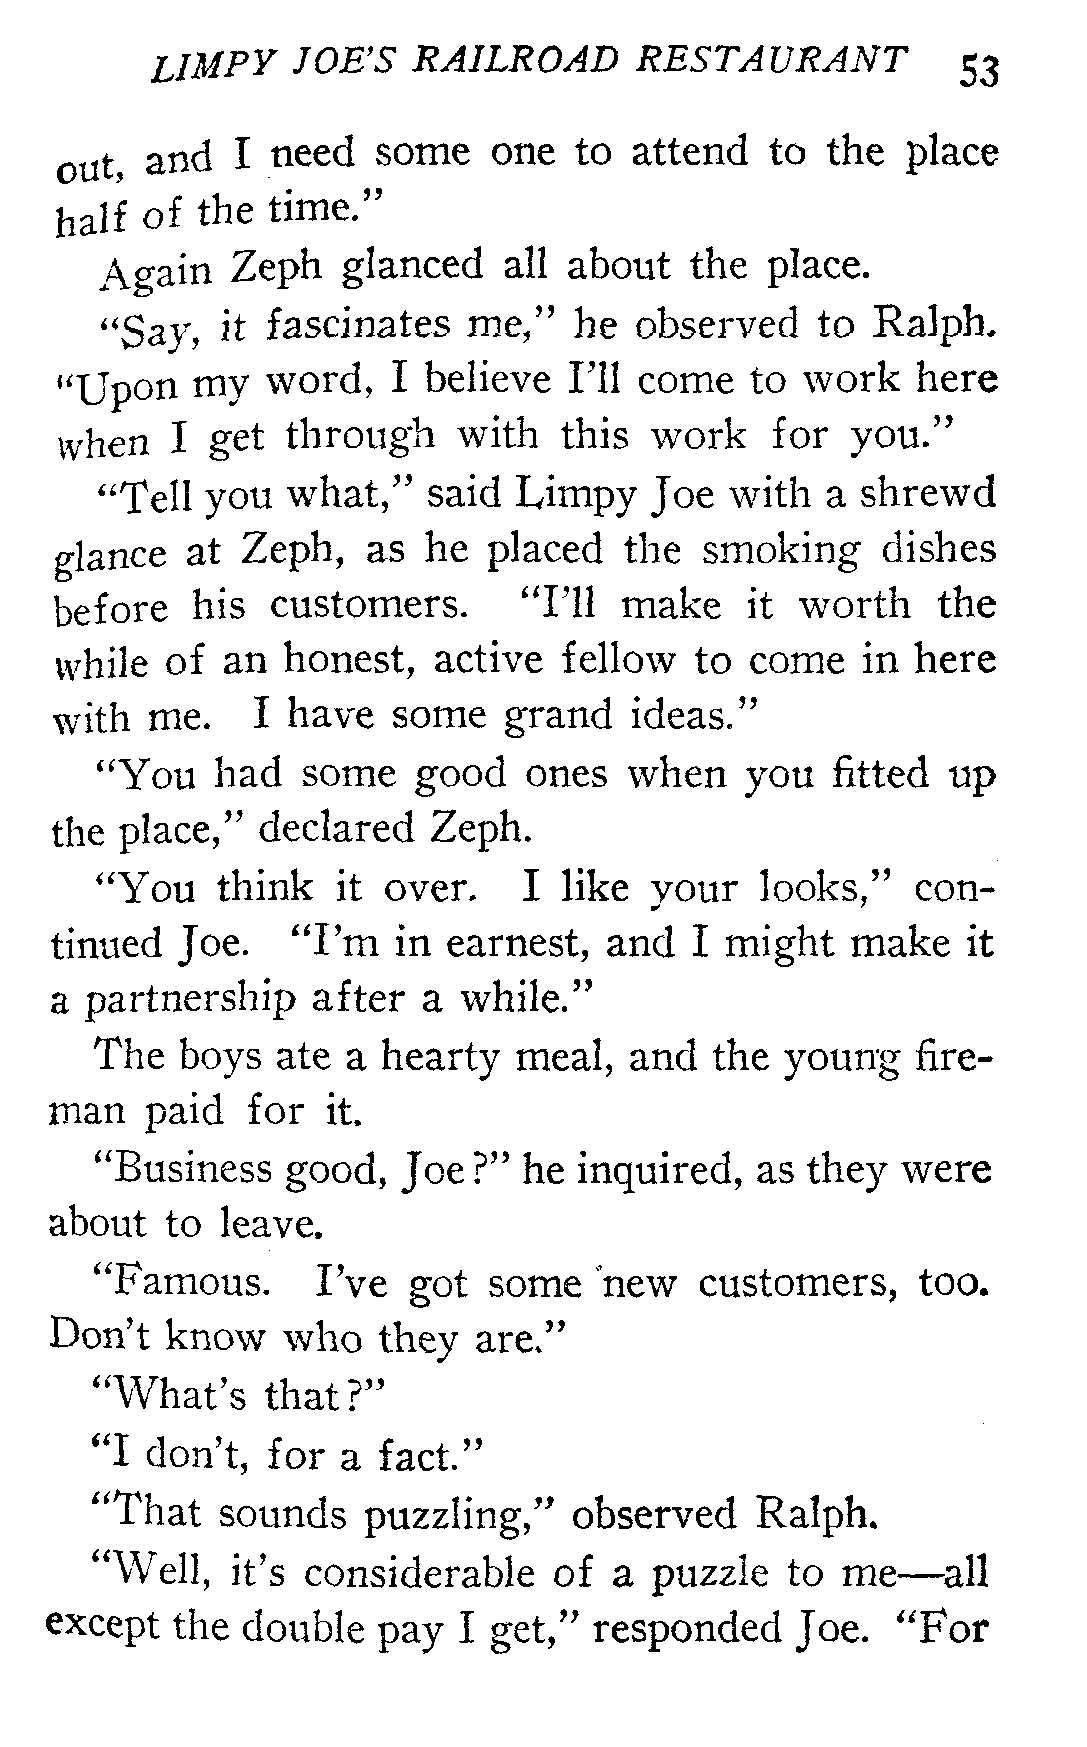 LIMPY JOE'S RAILROAD RESTAURANT 53
out, and I need some one to attend to the place
half of the time.”
Again Zeph glanced all about the place.
“Say, it fascinates me,” he observed to Ralph.
“Upon my word, I believe I’ll come to work here
when I get through with this work for you.”
“Tell you what,” said Limpy Joe with a shrewd
glance at Zeph, as he placed the smoking dishes
before his customers. “I’ll make it worth the
while of an honest, active fellow to come in here
with me. I have some grand ideas.”
“You had some good ones when you fitted up
the place,” declared Zeph.
“You think it over. I like your looks,” con-
tinued Joe. “I’m in earnest, and I might make it
a partnership after a while.”
The boys ate a hearty meal, and the young fire-
man paid for it.
“Business good, Joe?” he inquired, as they were
about to leave.
“Famous. I’ve got some new customers, too.
Don’t know who they are.”
“What’s that?”
“I don’t, for a fact.”
“That sounds puzzling,” observed Ralph.
“Well, it’s considerable of a puzzle to me—all
except the double pay I get,” responded Joe. “For